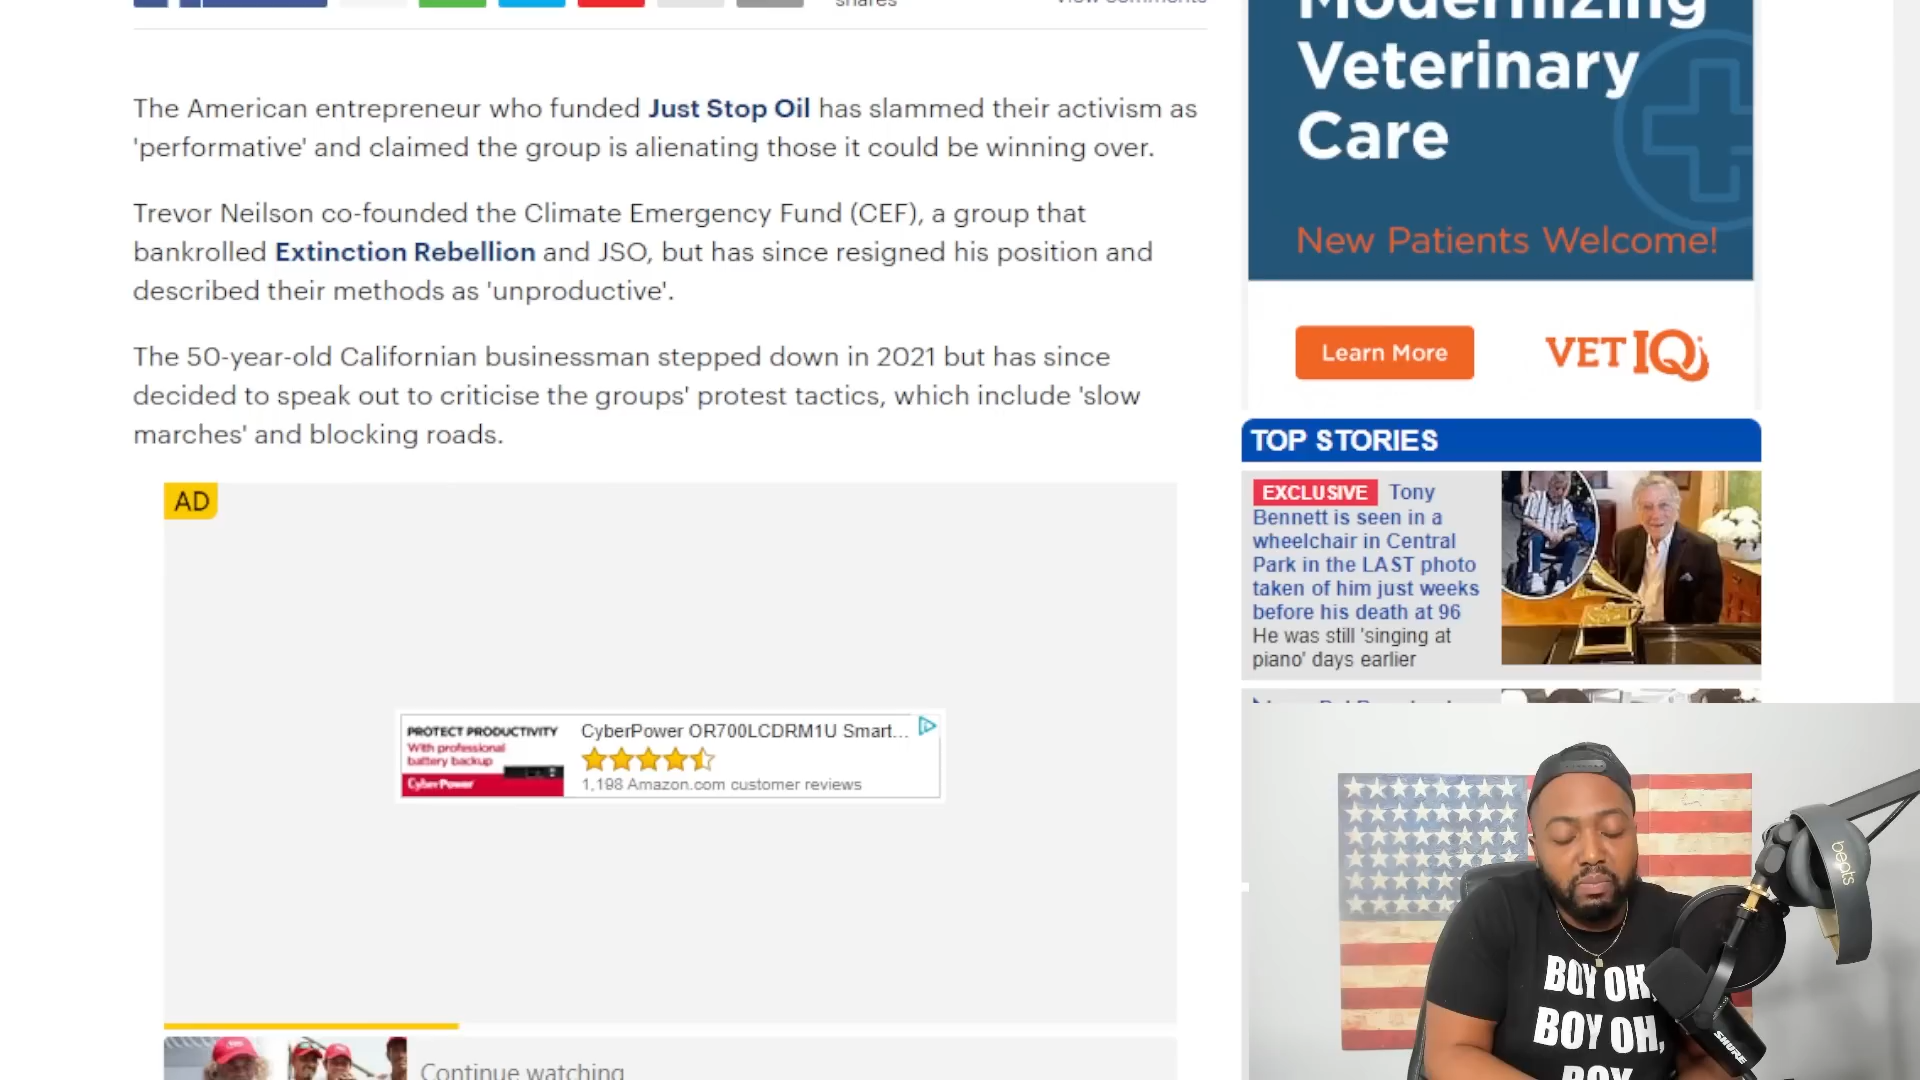 shares
View comments
The American entrepreneur who funded Just Stop Oil has slammed their activism as
'performative' and claimed the group is alienating those it could be winning over.
Trevor Neilson co-founded the Climate Emergency Fund (CEF), a group that
bankrolled Extinction Rebellion and JSO, but has since resigned his position and
described their methods as 'unproductive'.
The 50-year-old Californian businessman stepped down in 2021 but has since
decided to speak out to criticise the groups' protest tactics, which include 'slow
marches' and blocking roads.
AD
PROTECT PRODUCTIVITY
With professional
battery backup
CyberPower
CyberPower OR700LCDRM1U Smart...
1,198 Amazon.com customer reviews
Continue watching
Modernizing
Veterinary
Care
New Patients Welcome!
Learn More
VET IQ
TOP STORIES
EXCLUSIVE Tony
Bennett is seen in a
wheelchair in Central
Park in the LAST photo
taken of him just weeks
before his death at 96
He was still 'singing at
piano' days earlier
beats
BOY OH,
BOY OH,
BOY
SHURE